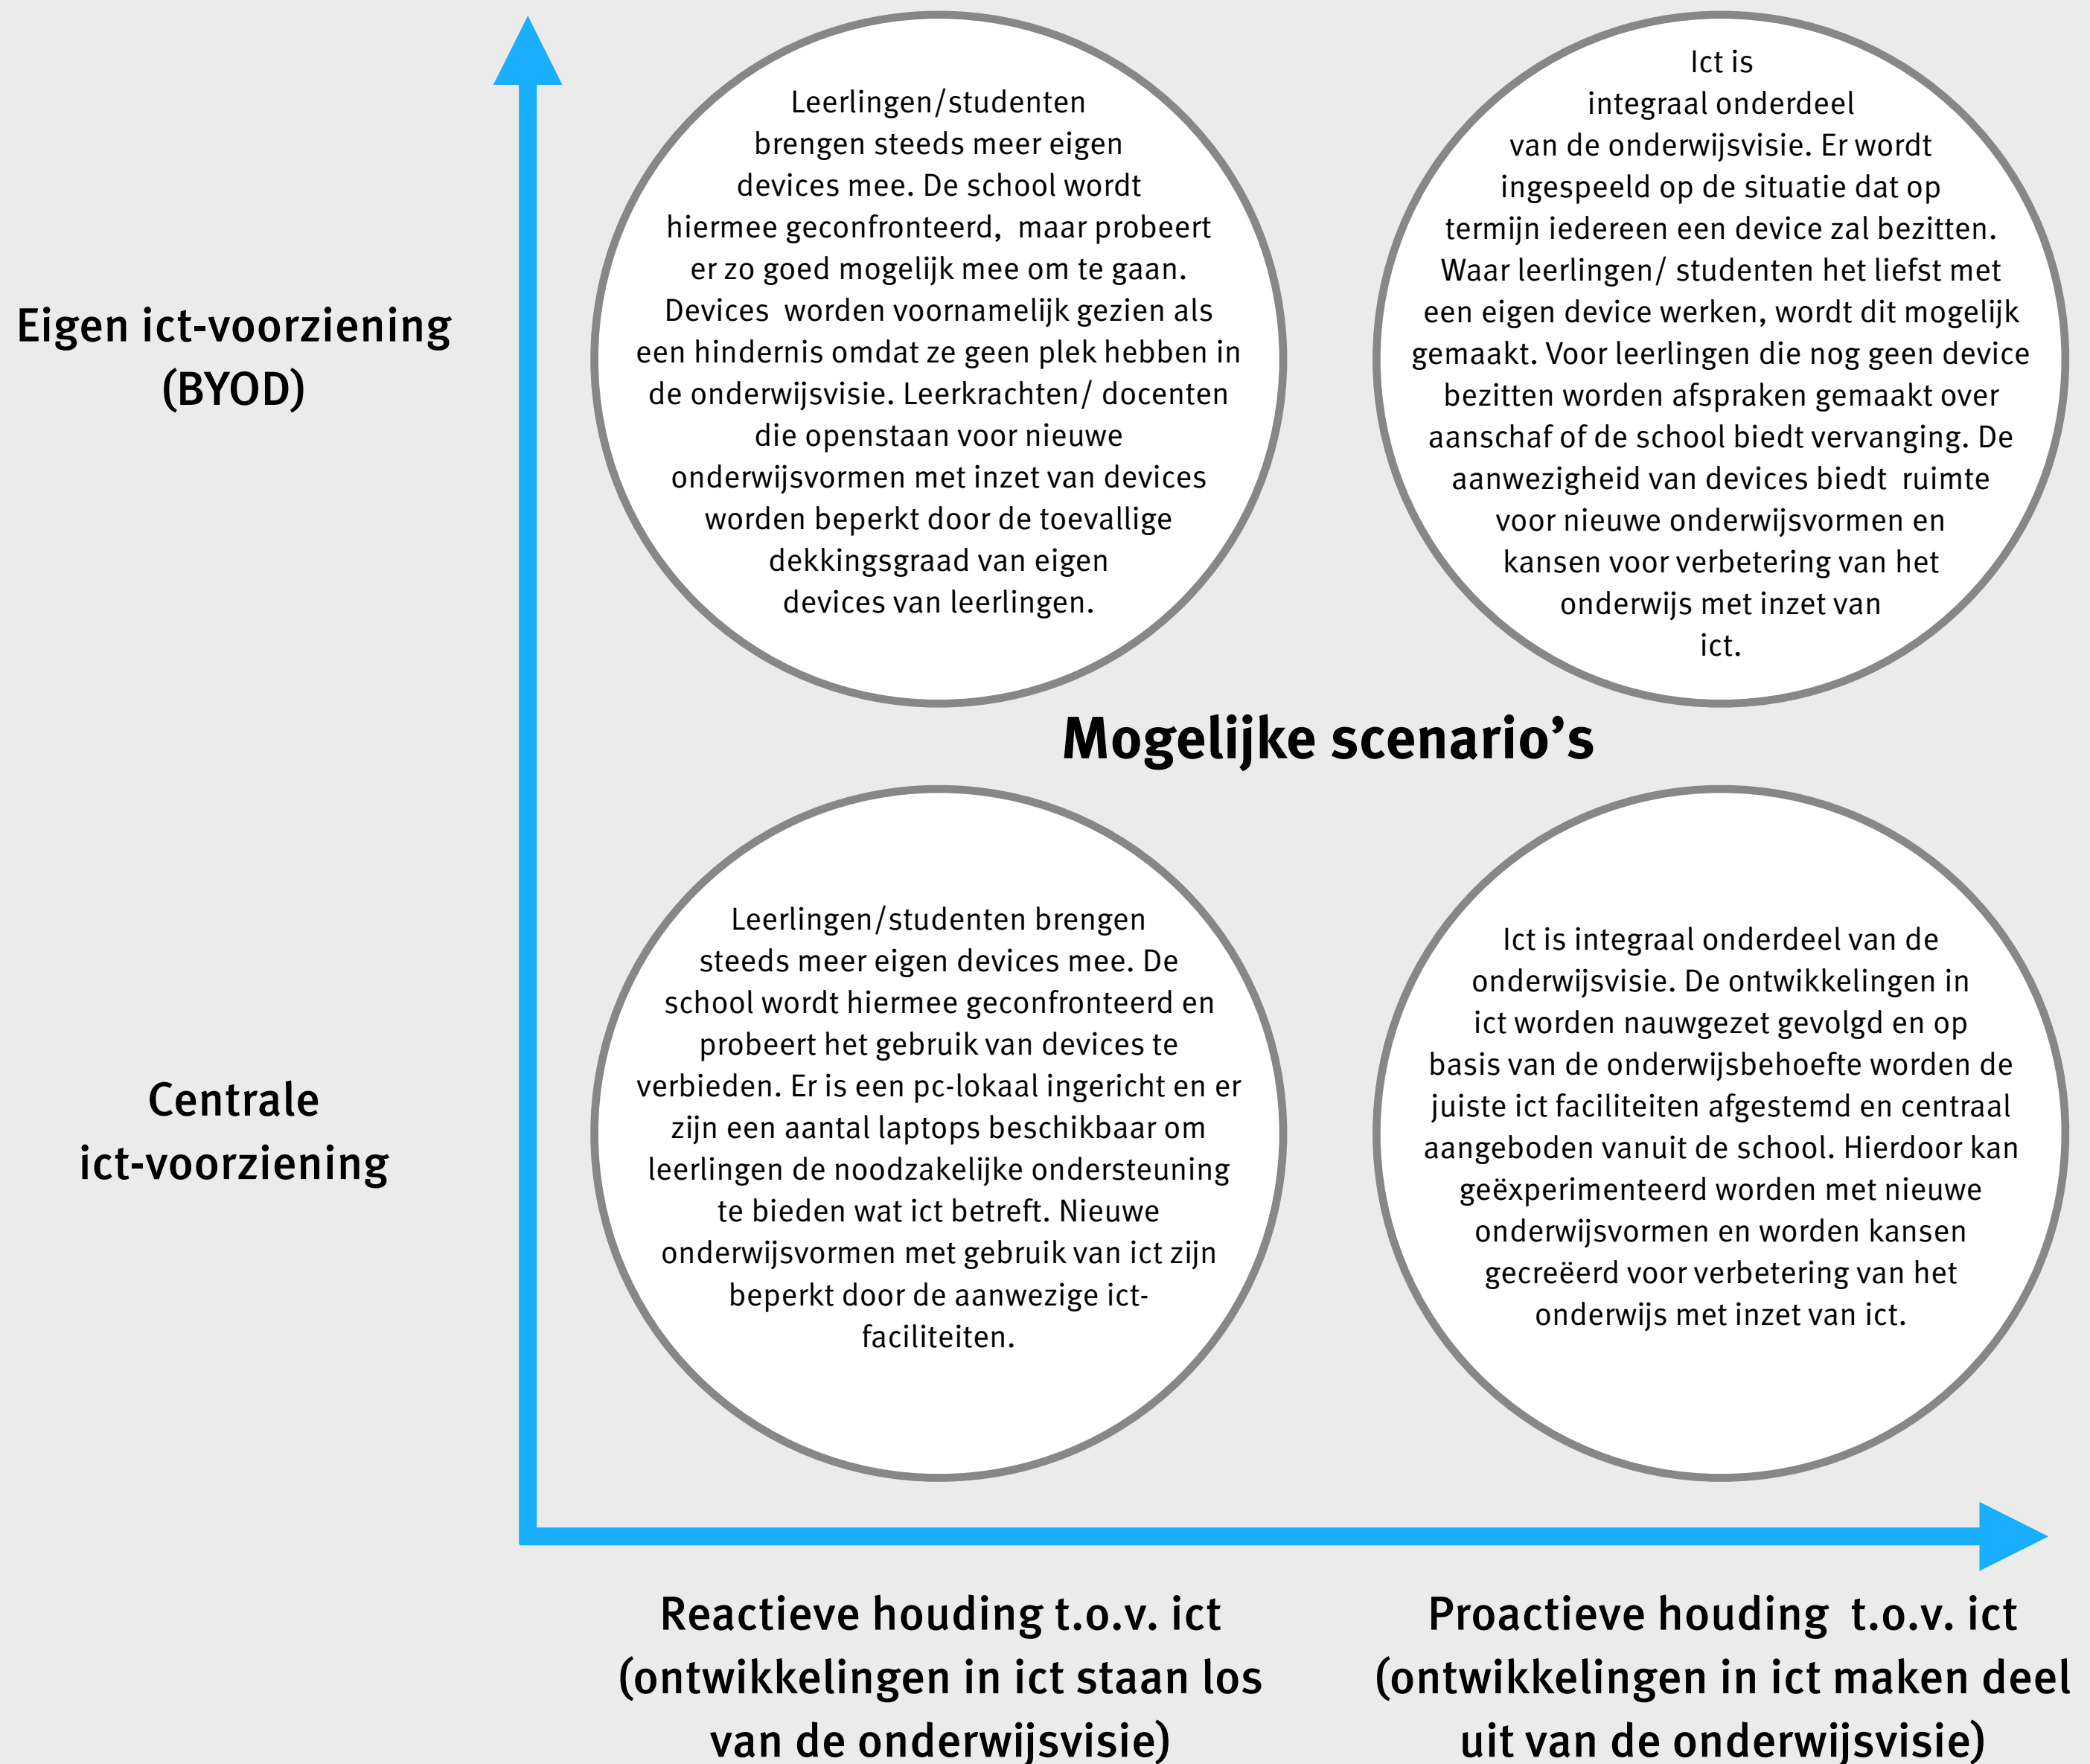 Eigen ict-voorziening
(BYOD)
Leerlingen/studenten
brengen steeds meer eigen
devices mee. De school wordt
hiermee geconfronteerd,  maar probeert
er zo goed mogelijk mee om te gaan.
Devices  worden voornamelijk gezien als
een hindernis omdat ze geen plek hebben in
de onderwijsvisie. Leerkrachten/ docenten
die openstaan voor nieuwe
onderwijsvormen met inzet van devices
worden beperkt door de toevallige
dekkingsgraad van eigen
devices van leerlingen.
Ict is
integraal onderdeel
van de onderwijsvisie. Er wordt
ingespeeld op de situatie dat op
termijn iedereen een device zal bezitten.
Waar leerlingen/ studenten het liefst met
een eigen device werken, wordt dit mogelijk
gemaakt. Voor leerlingen die nog geen device
bezitten worden afspraken gemaakt over
aanschaf of de school biedt vervanging. De
aanwezigheid van devices biedt  ruimte
voor nieuwe onderwijsvormen en
kansen voor verbetering van het
onderwijs met inzet van
ict.
Mogelijke scenario’s
Centrale
ict-voorziening
Leerlingen/studenten brengen
steeds meer eigen devices mee. De
school wordt hiermee geconfronteerd en
probeert het gebruik van devices te
verbieden. Er is een pc-lokaal ingericht en er
zijn een aantal laptops beschikbaar om
leerlingen de noodzakelijke ondersteuning
te bieden wat ict betreft. Nieuwe
onderwijsvormen met gebruik van ict zijn
beperkt door de aanwezige ict-
faciliteiten.
Ict is integraal onderdeel van de
onderwijsvisie. De ontwikkelingen in
ict worden nauwgezet gevolgd en op
basis van de onderwijsbehoefte worden de
juiste ict faciliteiten afgestemd en centraal
aangeboden vanuit de school. Hierdoor kan
geëxperimenteerd worden met nieuwe
onderwijsvormen en worden kansen
gecreëerd voor verbetering van het
onderwijs met inzet van ict.
Reactieve houding t.o.v. ict
(ontwikkelingen in ict staan los
van de onderwijsvisie)
Proactieve houding  t.o.v. ict
(ontwikkelingen in ict maken deel
uit van de onderwijsvisie)